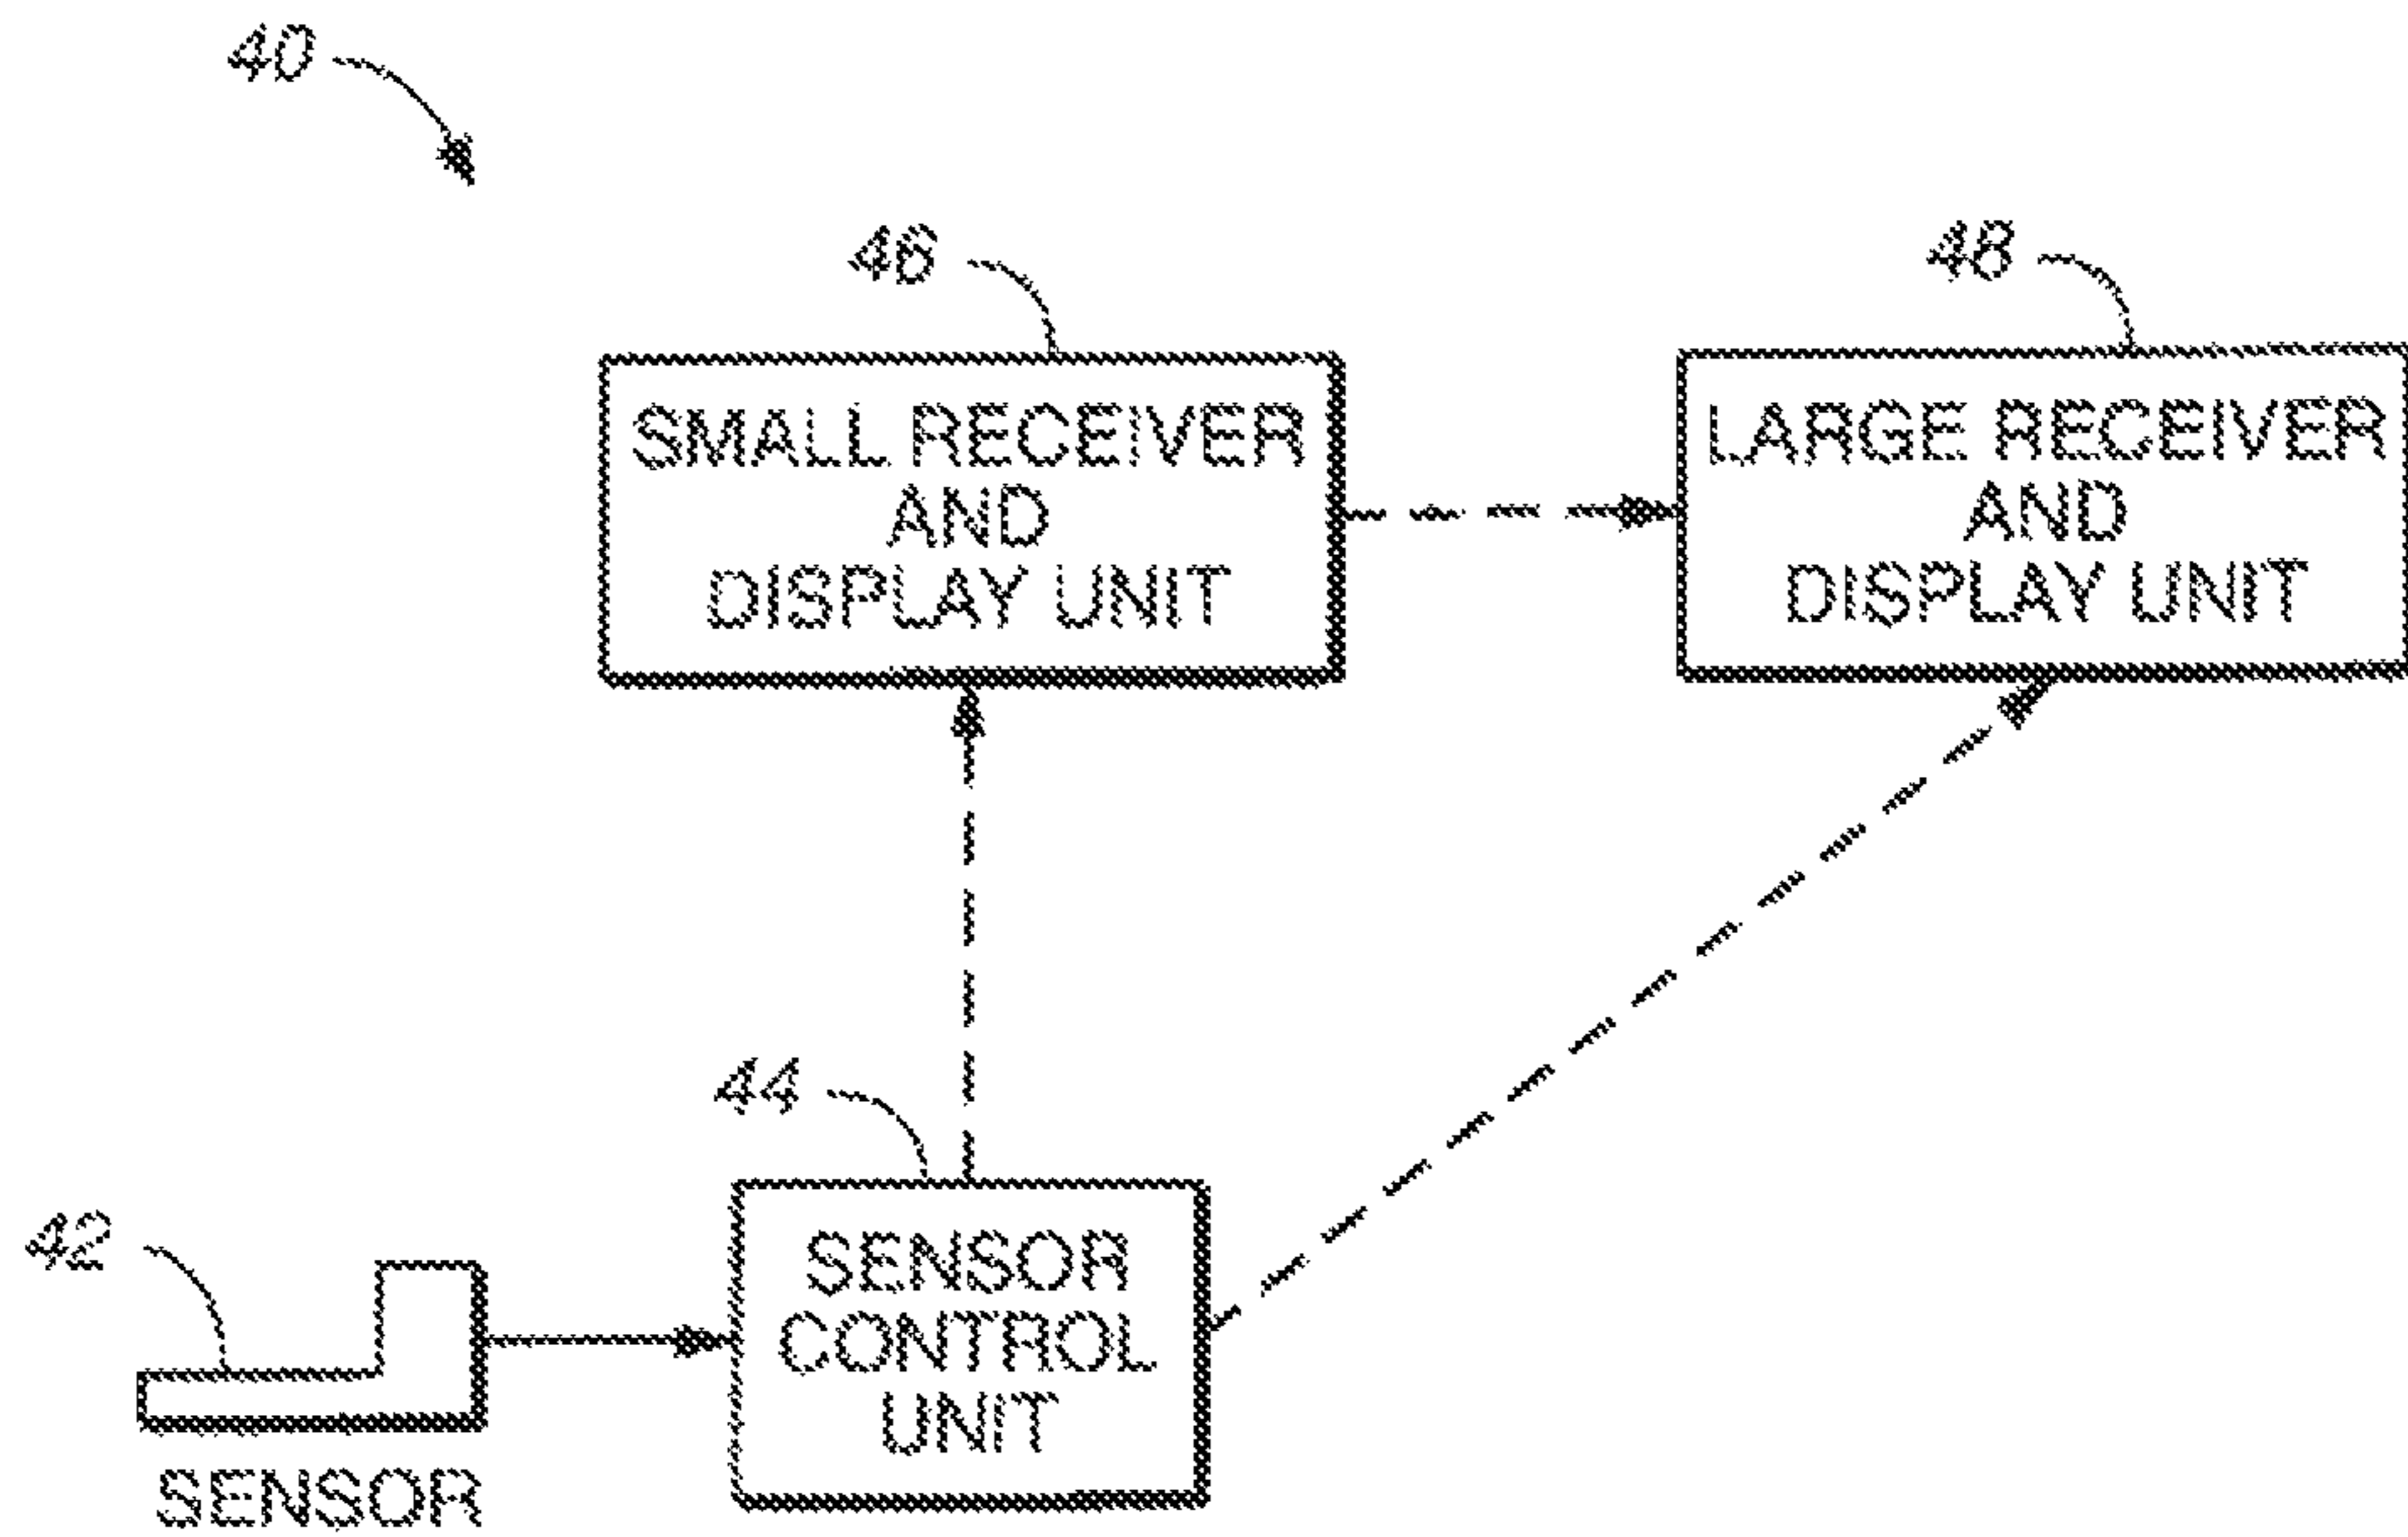 40
46
48
SMALL RECEIVER
AND
DISPLAY UNIT
LARGE RECEIVER
AND
DISPLAY UNIT
44
42
SENSOR
CONTROL
UNIT
SENSOR